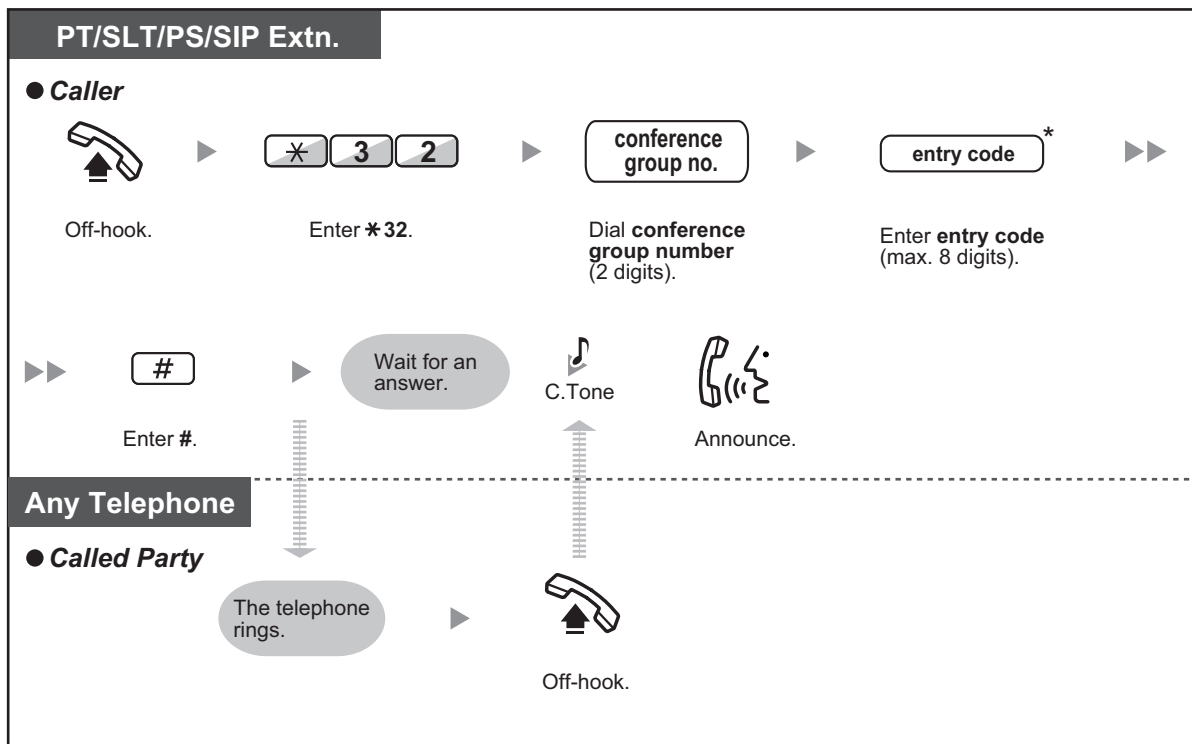 PT/SLT/PS/SIP Extn.
● Caller
* 3 2
conference
group no.
entry code
*
Off-hook.
Enter *32.
Dial conference
group number
(2 digits).
Enter entry code
(max. 8 digits).
#
Wait for an
answer.
C.Tone
Enter #.
Announce.
Any Telephone
● Called Party
The telephone
rings.
Off-hook.